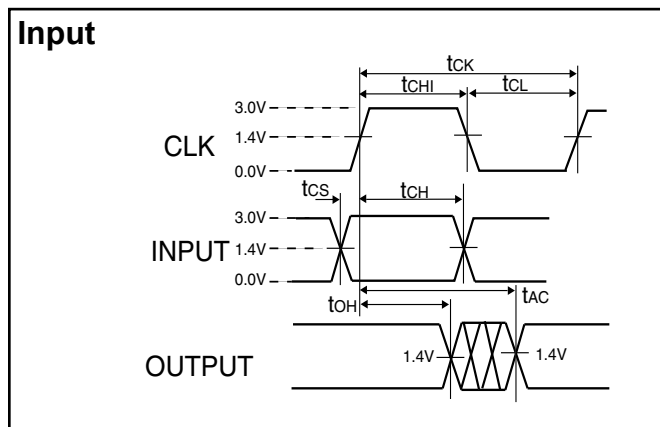 Input
tCK
tCHI tCL
3.0V
CLK 1.4V
0.0V
tCS tCH
3.0V
INPUT 1.4V
0.0V
tAC
tOH
OUTPUT 1.4V 1.4V